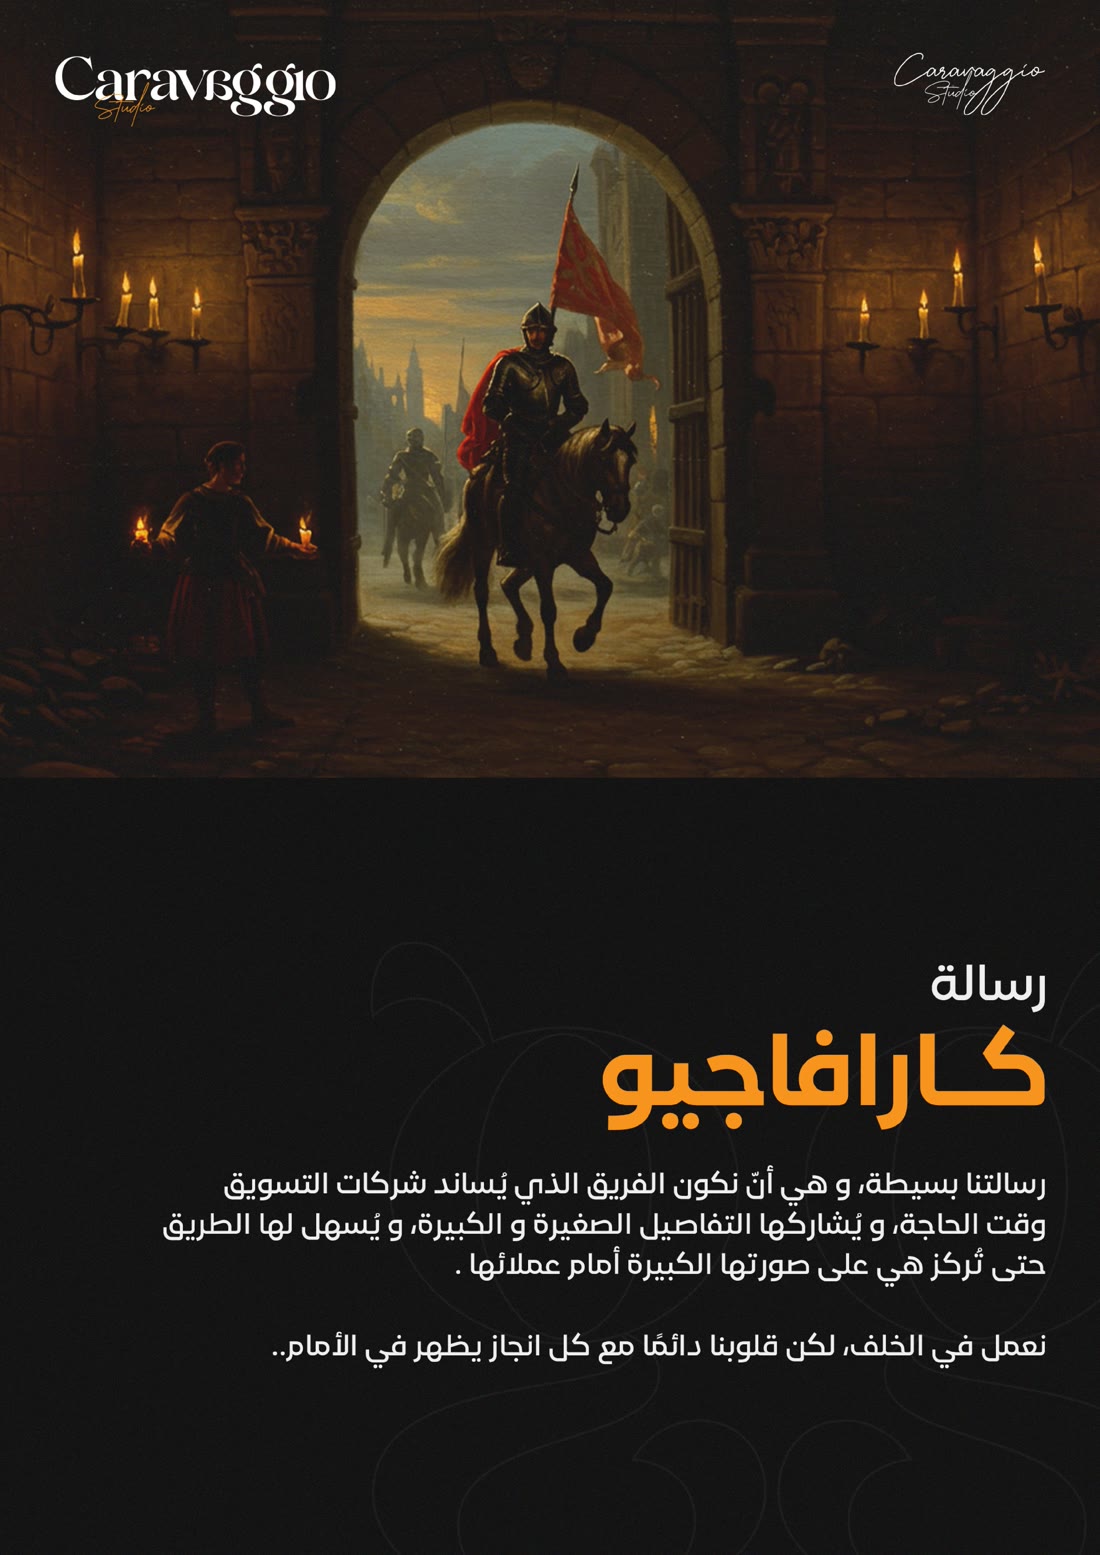 Caravaggio
Studio
Caravaggio
Studio
رسالة
كـارافاجيو
رسالتنا بسيطة، و هي أنّ نكون الفريق الذي يُساند شركات التسويق
وقت الحاجة، و يُشاركها التفاصيل الصغيرة و الكبيرة، و يُسهل لها الطريق
حتى تُركز هي على صورتها الكبيرة أمام عملائها .
نعمل في الخلف، لكن قلوبنا دائمًا مع كل انجاز يظهر في الأمام..